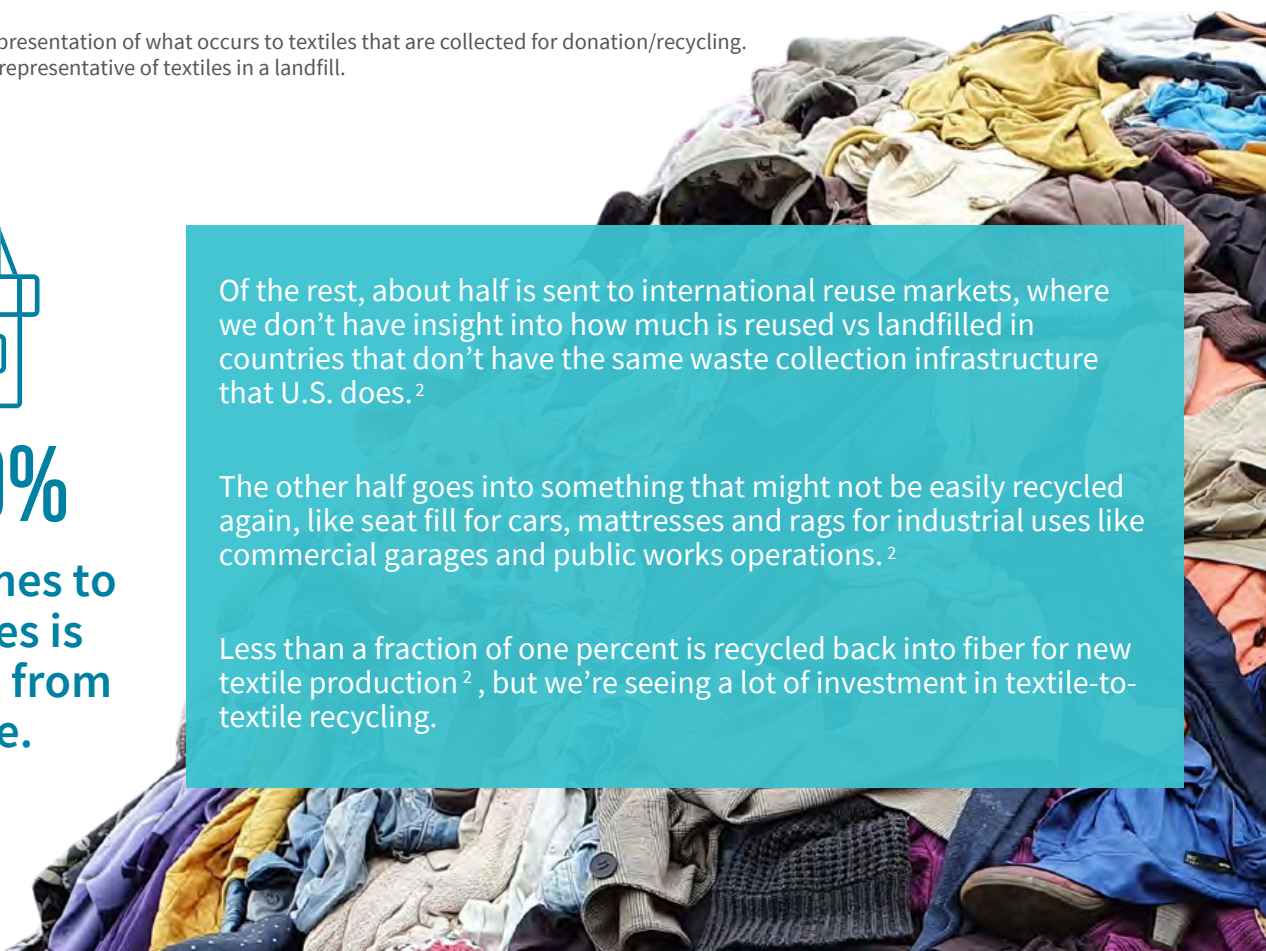 presentation of what occurs to textiles that are collected for donation/recycling.
representative of textiles in a landfill.
Of the rest, about half is sent to international reuse markets, where
we don’t have insight into how much is reused vs landfilled in
countries that don’t have the same waste collection infrastructure
that U.S. does. 2
The other half goes into something that might not be easily recycled
again, like seat fill for cars, mattresses and rags for industrial uses like
commercial garages and public works operations. 2
Less than a fraction of one percent is recycled back into fiber for new
textile production 2 , but we’re seeing a lot of investment in textile-to-
textile recycling.
%
to
is
from